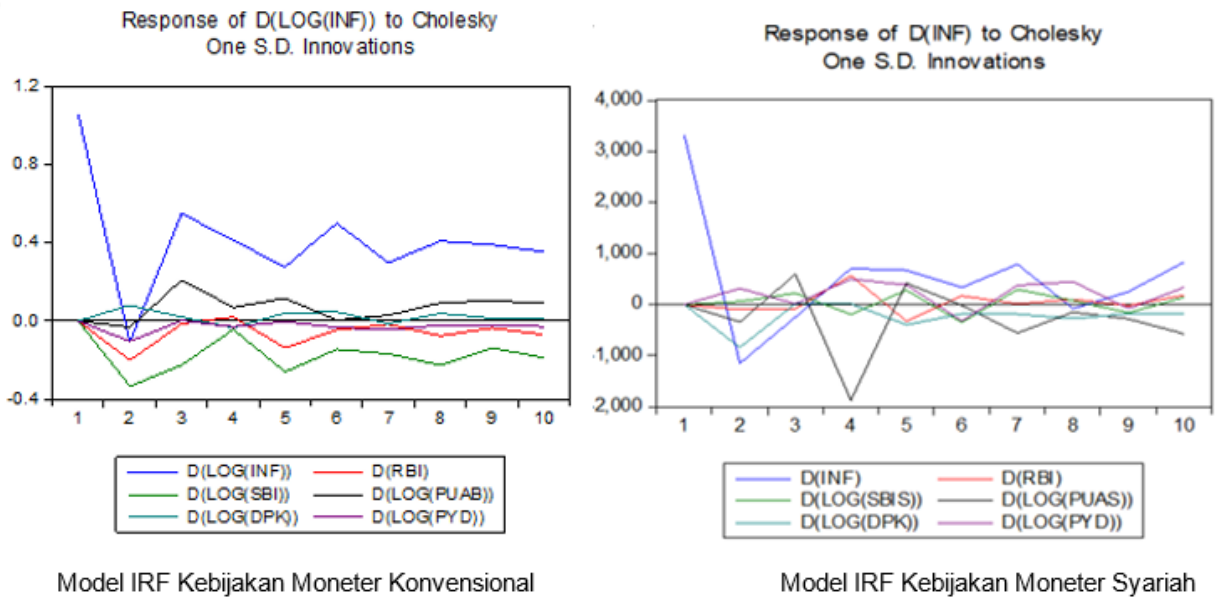 Response of D(LOG(INF)) to Cholesky
One S.D. Innovations
1.2
0.8
0.4
0.0
-0.4
1 2 3 4 5 6 7 8 9 10
D(LOG(INF)) D(RBI)
D(LOG(SBI)) D(LOG(PUAB))
D(LOG(DPK)) D(LOG(PYD))
Model IRF Kebijakan Moneter Konvensional
Response of D(INF) to Cholesky
One S.D. Innovations
4,000
3,000
2,000
1,000
0
-1,000
-2,000
1 2 3 4 5 6 7 8 9 10
D(INF) D(RBI)
D(LOG(SBIS)) D(LOG(PUAS))
D(LOG(DPK)) D(LOG(PYD))
Model IRF Kebijakan Moneter Syariah